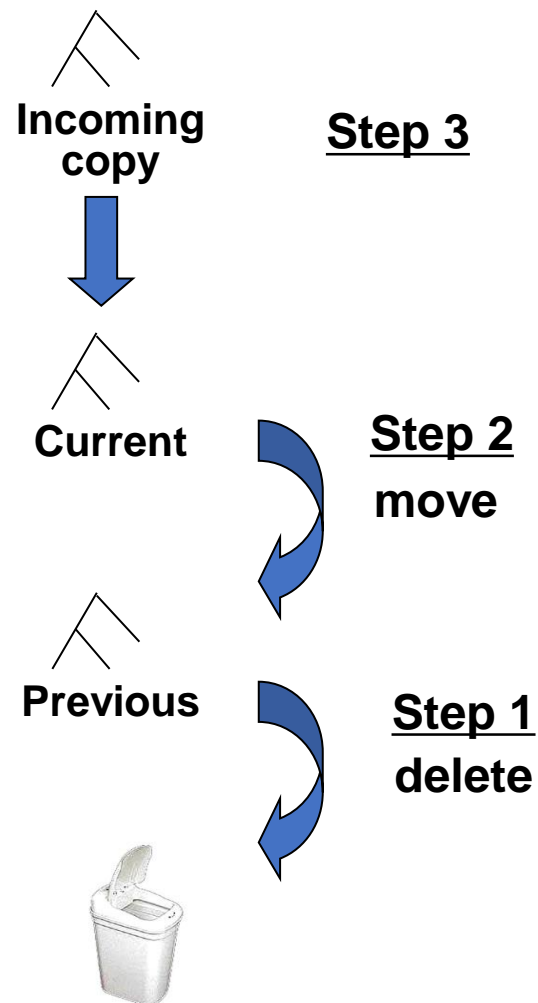 Incoming
copy
Step 3
Current
Step 2
move
Previous
Step 1
delete